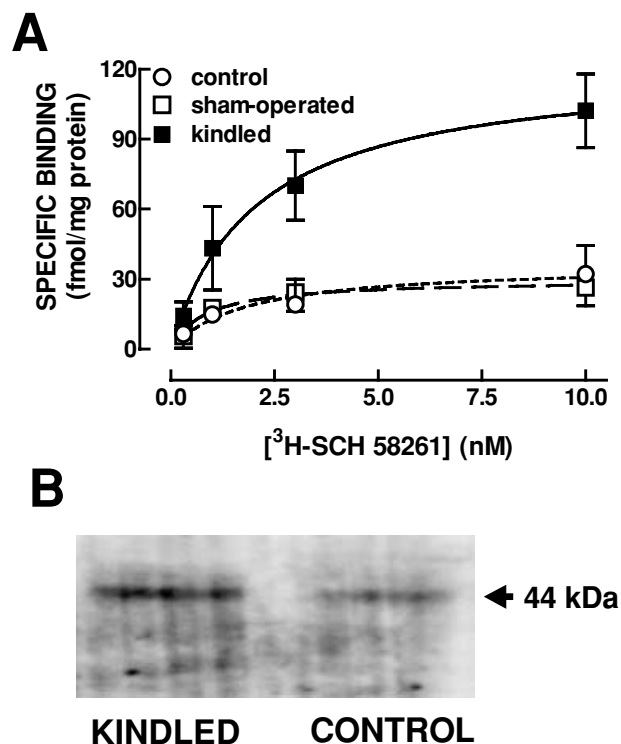 A
120
90
60
30
0
SPECIFIC BINDING
(fmol/mg protein)
control
sham-operated
kindled
0.0 2.5 5.0 7.5 10.0
[³H-SCH 58261] (nM)
B
44 kDa
KINDLED CONTROL